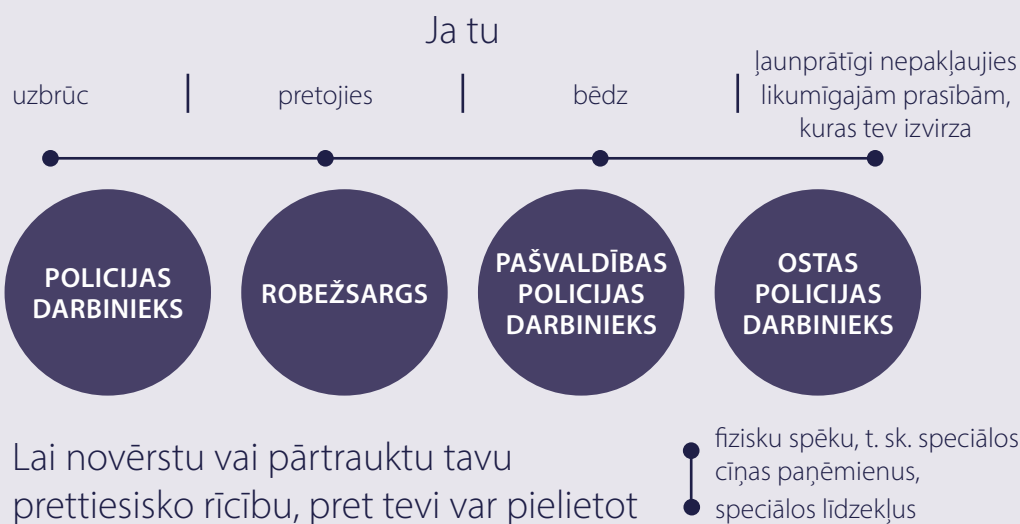 Ja tu
uzbrūc
pretojies
bēdz
ļaunprātīgi nepakļaujies
likumīgajām prasībām,
kuras tev izvirza
POLICIJAS
DARBINIEKS
ROBEŽSARGS
PAŠVALDĪBAS
POLICIJAS
DARBINIEKS
OSTAS
POLICIJAS
DARBINIEKS
Lai novērstu vai pārtrauktu tavu
prettiesisko rīcību, pret tevi var pielietot
fizisku spēku, t. sk. speciālos
cīņas paņēmienus,
speciālos līdzekļus